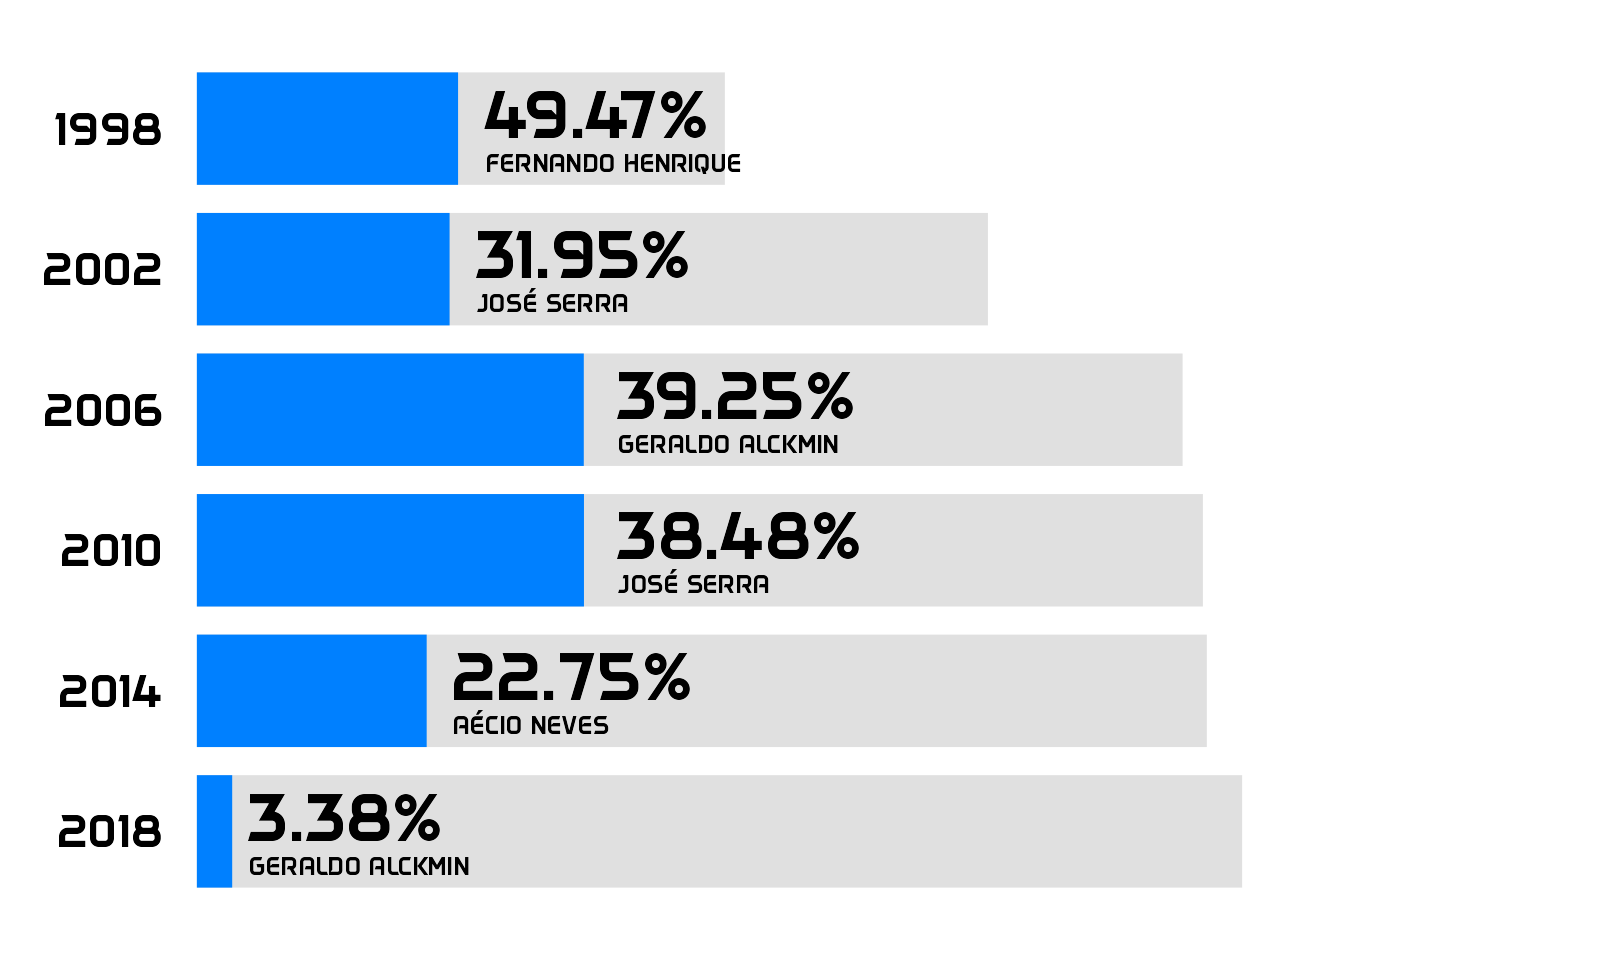 1998
49.47%
FERNANDO HENRIQUE
2002
31.95%
JOSÉ SERRA
2006
39.25%
GERALDO ALCKMIN
2010
38.48%
JOSÉ SERRA
2014
22.75%
AÉCIO NEVES
2018
3.38%
GERALDO ALCKMIN